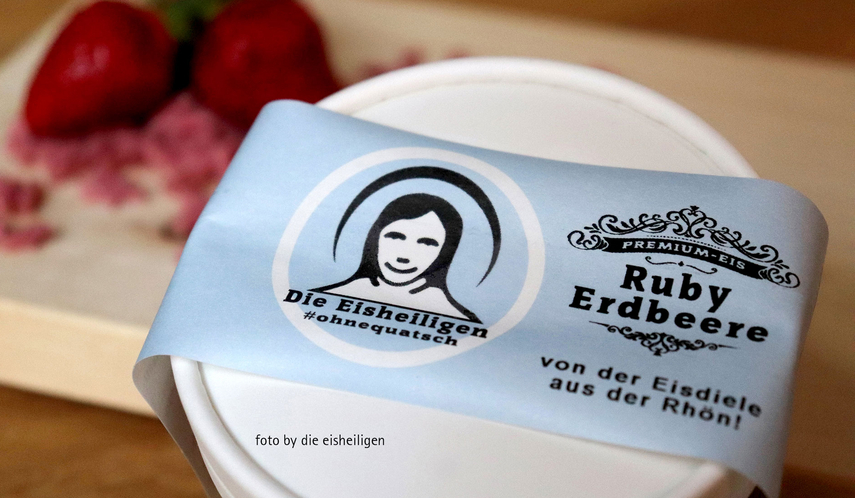 Die Eisheiligen
#ohnequatsch
PREMIUM-EIS
Ruby
Erdbeere
von der Eisdiele
aus der Rhön!
foto by die eisheiligen